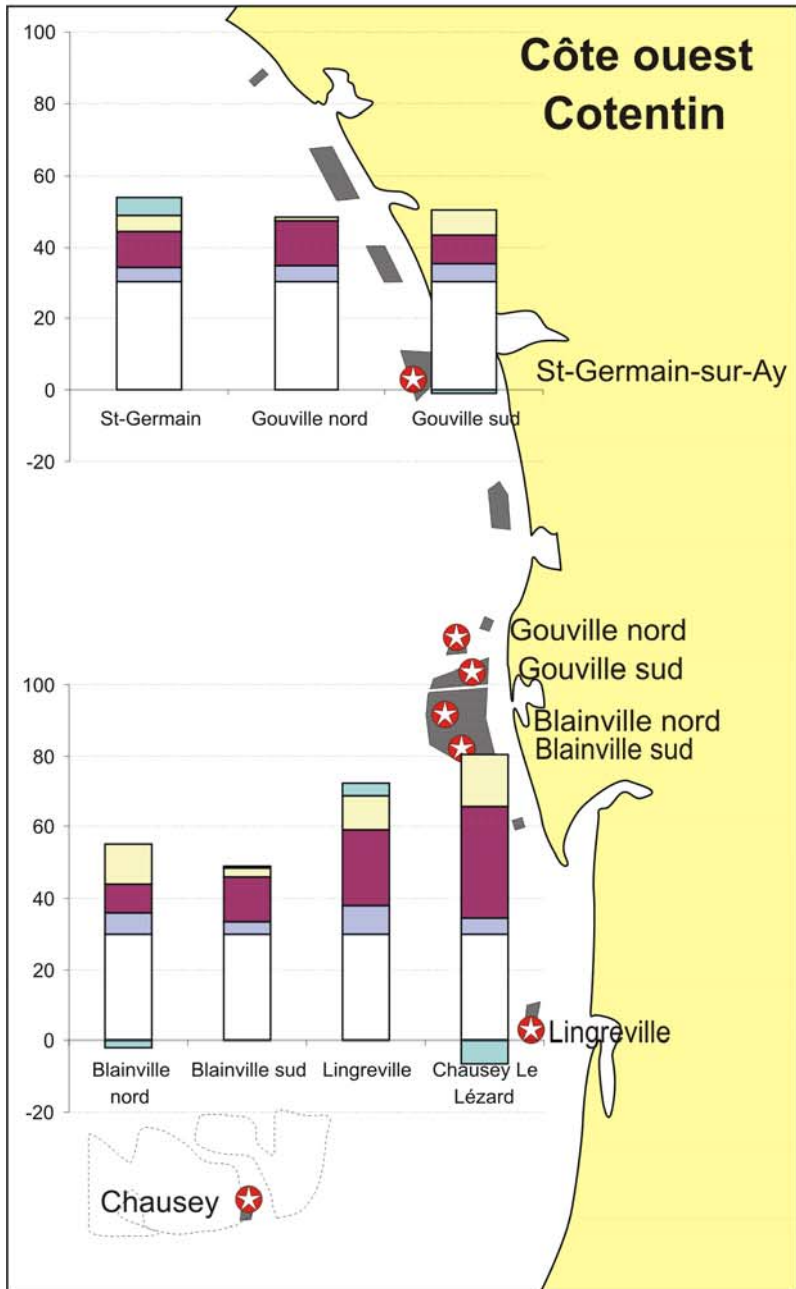 Côte ouest
Cotentin
100
80
60
40
20
0
-20
St-Germain
Gouville nord
Gouville sud
St-Germain-sur-Ay
Gouville nord
Gouville sud
Blainville nord
Blainville sud
100
80
60
40
20
0
-20
Blainville
nord
Blainville sud
Lingreville
Chausey Le
Lézard
Lingreville
Chausey